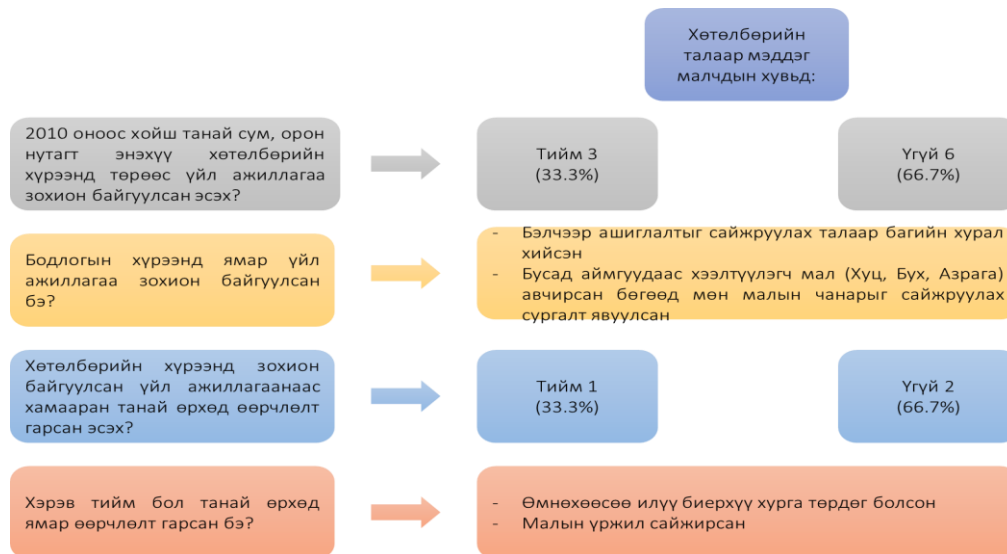 Хөтөлбөрийн
талаар мэддэг
малчдын хувьд:
2010 оноос хойш танай сум, орон
нутагт энэхүү хөтөлбөрийн
хүрээнд төрөөс үйл ажиллагаа
зохион байгуулсан эсэх?
Тийм 3
(33.3%)
Үгүй 6
(66.7%)
Бодлогын хүрээнд ямар үйл
ажиллагаа зохион байгуулсан
бэ?
- Бэлчээр ашиглалтыг сайжруулах талаар багийн хурал
хийсэн
- Бусад аймгуудаас хээлтүүлэгч мал (Хуц, Бух, Азрага)
авчирсан бөгөөд мөн малын чанарыг сайжруулах
сургалт явуулсан
Хөтөлбөрийн хүрээнд зохион
байгуулсан үйл ажиллагаанаас
хамааран танай өрхөд өөрчлөлт
гарсан эсэх?
Тийм 1
(33.3%)
Үгүй 2
(66.7%)
Хэрэв тийм бол танай өрхөд
ямар өөрчлөлт гарсан бэ?
- Өмнөхөөсөө илүү биерхүү хурга төрдөг болсон
- Малын үржил сайжирсан